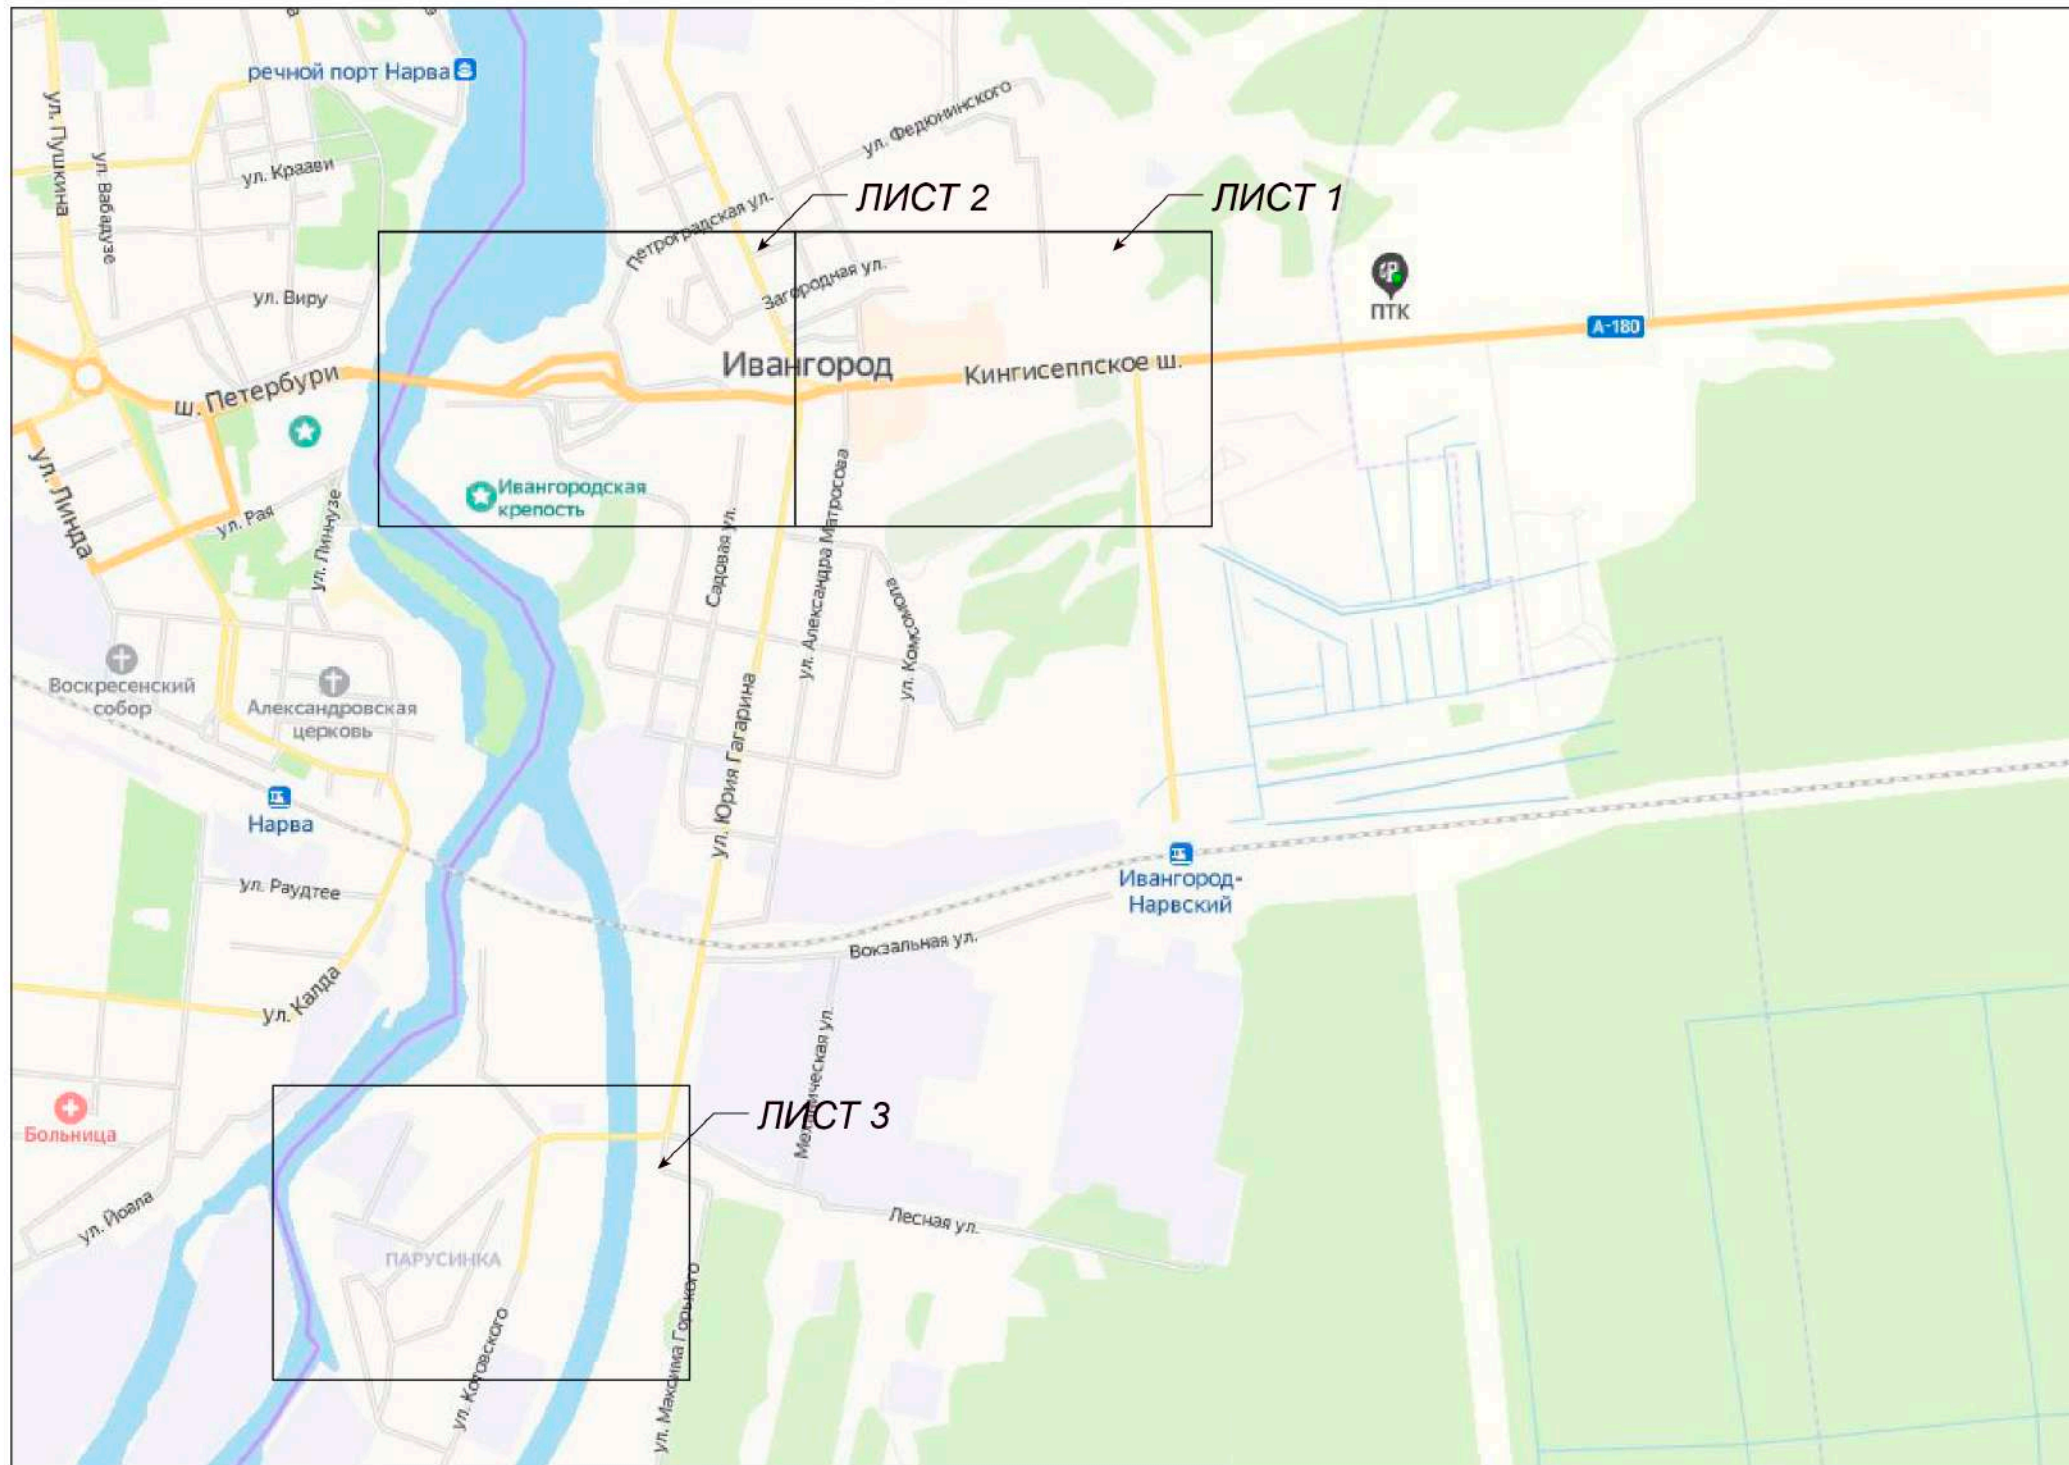 речной порт Нарва
ул. Пушкина
ул. Вабадузе
ул. Краави
ул. Федюнинского
ЛИСТ 2
ЛИСТ 1
Петроградская ул.
Загородная ул.
ул. Виру
ПТК
А-180
Ивангород
Кингисеппское ш.
ш. Петербури
ул. Линда
ул. Рая
ул. Линнузе
Ивангородская
крепость
Садовая ул.
ул. Александра Матросова
ул. Комсомола
Воскресенский
собор
Александровская
церковь
ул. Юрия Гагарина
Нарва
ул. Раудтее
Ивангород-
Нарвский
Вокзальная ул.
ул. Калда
Механическая ул.
ЛИСТ 3
Больница
ул. Йоала
Лесная ул.
ПАРУСИНКА
ул. Котовского
ул. Максима Горького